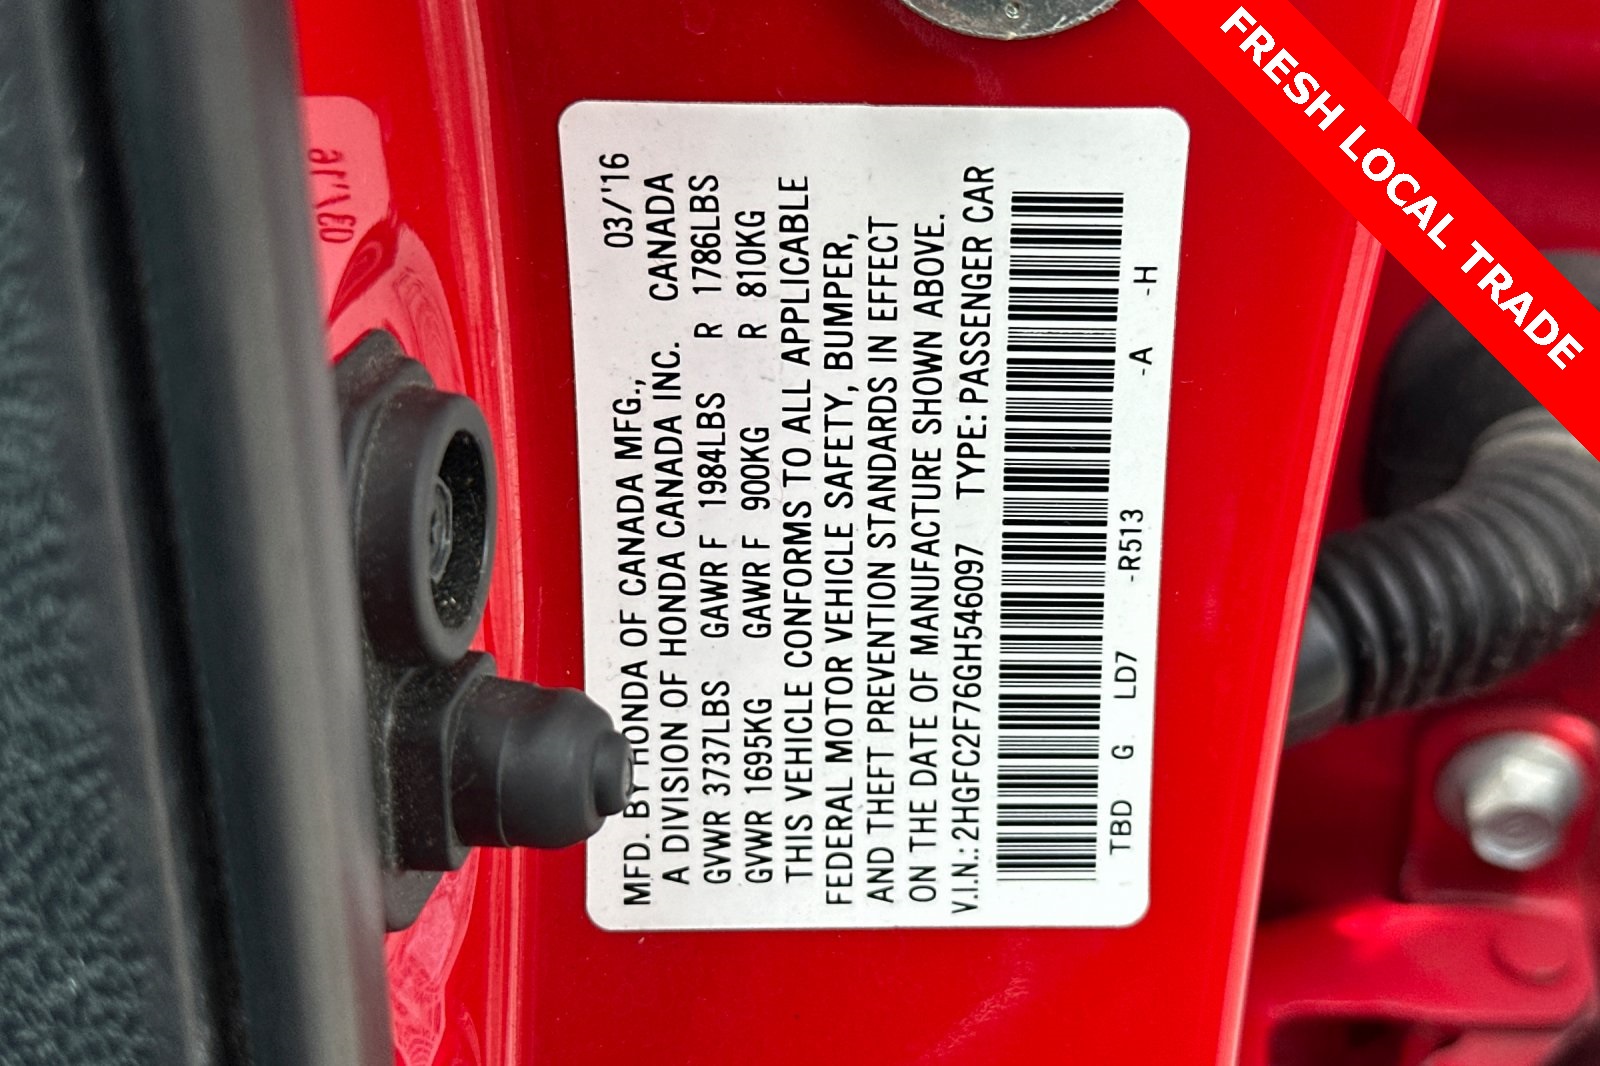 FRESH LOCAL TRADE
03/'16
MFD. BY HONDA OF CANADA MFG.,
A DIVISION OF HONDA CANADA INC. CANADA
GVWR 3737LBS GAWR F 1984LBS R 1786LBS
GVWR 1695KG GAWR F 900KG R 810KG
THIS VEHICLE CONFORMS TO ALL APPLICABLE
FEDERAL MOTOR VEHICLE SAFETY, BUMPER,
AND THEFT PREVENTION STANDARDS IN EFFECT
ON THE DATE OF MANUFACTURE SHOWN ABOVE.
V.I.N.: 2HGFC2F76GH546097 TYPE: PASSENGER CAR
TBD G LD7 -R513 -A -H